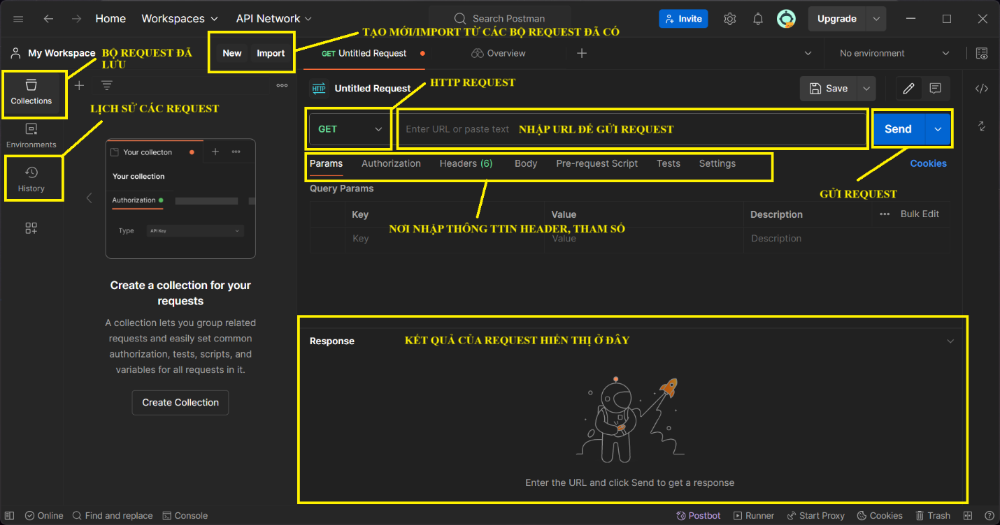 Home Workspaces API Network Search Postman Invite Upgrade
TẠO MỚI/IMPORT TỪ CÁC BỘ REQUEST ĐÃ CÓ
My Workspace New Import GET Untitled Request Overview No environment
BỘ REQUEST ĐÃ
LƯU
HTTP Untitled Request Save
HTTP REQUEST
Collections
LỊCH SỬ CÁC REQUEST
GET Enter URL or paste text NHẬP URL ĐỂ GỬI REQUEST Send
Environments
Your collecton
Params Authorization Headers (6) Body Pre-request Script Tests Settings Cookies
Your collection
History
Query Params
GỬI REQUEST
Authorization
Key Value Description Bulk Edit
NƠI NHẬP THÔNG TTIN HEADER, THAM SỐ
Type API Key
Key Value Description
Create a collection for your
requests
A collection lets you group related
requests and easily set common
authorization, tests, scripts, and
variables for all requests in it.
Create Collection
Response KẾT QUẢ CỦA REQUEST HIỂN THỊ Ở ĐÂY
Enter the URL and click Send to get a response
Online Find and replace Console Postbot Runner Start Proxy Cookies Trash